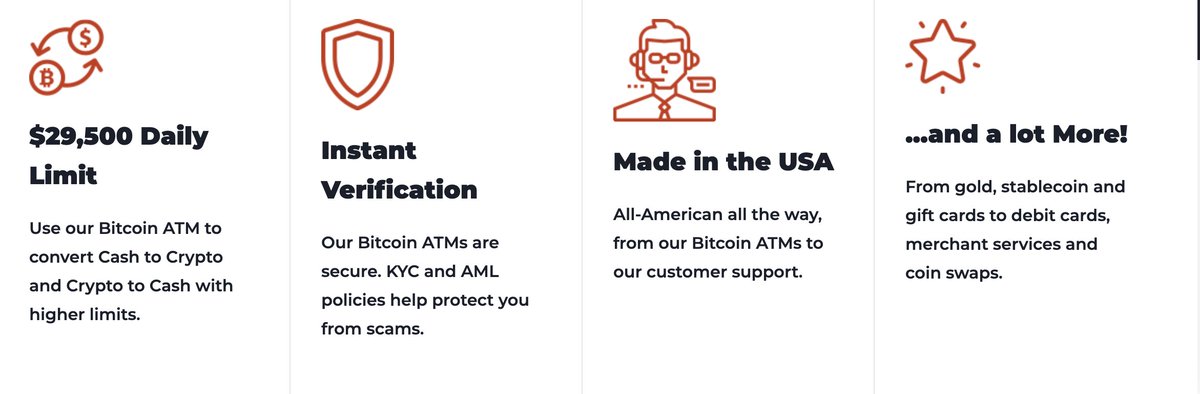 $29,500 Daily
Limit
Use our Bitcoin ATM to
convert Cash to Crypto
and Crypto to Cash with
higher limits.
Instant
Verification
Our Bitcoin ATMs are
secure. KYC and AML
policies help protect you
from scams.
Made in the USA
All-American all the way,
from our Bitcoin ATMs to
our customer support.
...and a lot More!
From gold, stablecoin and
gift cards to debit cards,
merchant services and
coin swaps.